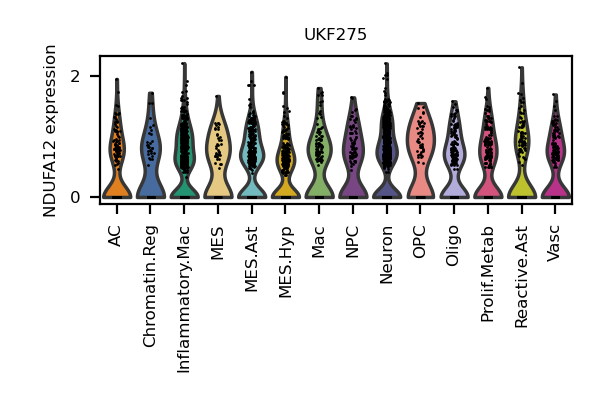 UKF275
NDUFA12 expression
2
0
AC
Chromatin.Reg
Inflammatory.Mac
MES
MES.Ast
MES.Hyp
Mac
NPC
Neuron
OPC
Oligo
Prolif.Metab
Reactive.Ast
Vasc